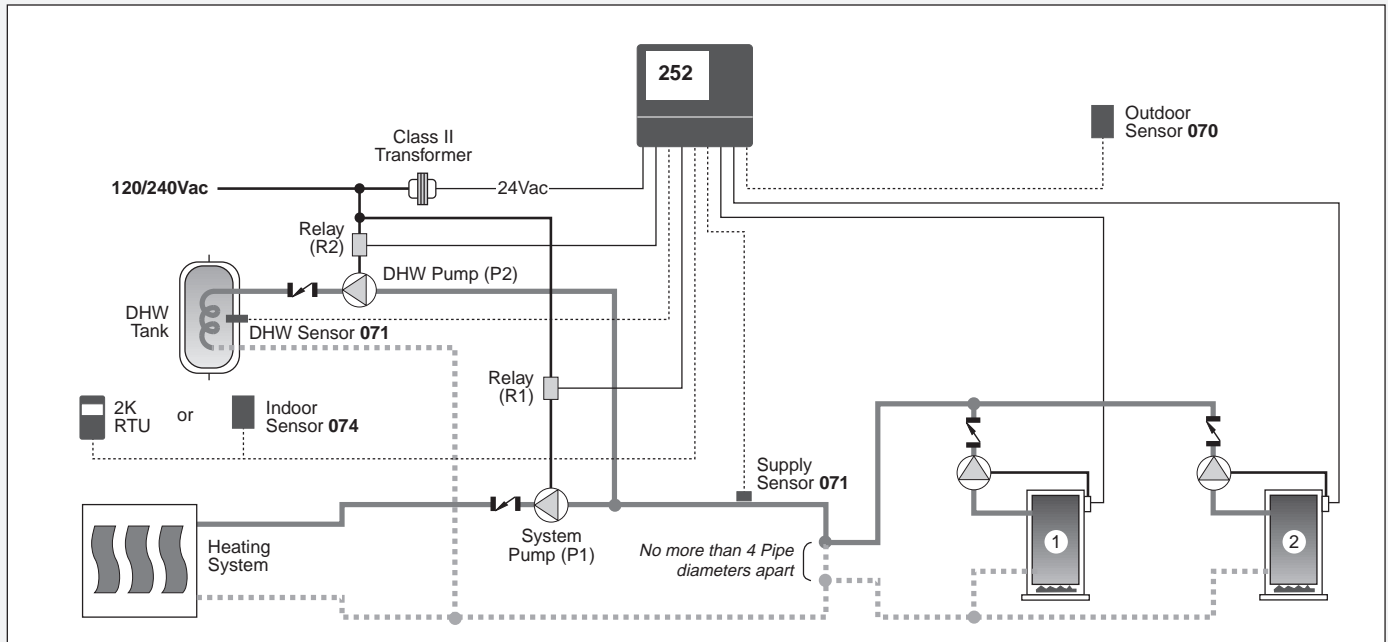 252
Outdoor
Sensor 070
Class II
Transformer
120/240Vac
24Vac
Relay
(R2)
DHW Pump (P2)
DHW
Tank
DHW Sensor 071
Relay
(R1)
2K
RTU
or
Indoor
Sensor 074
Supply
Sensor 071
System
Pump (P1)
Heating
System
No more than 4 Pipe
diameters apart
1
2